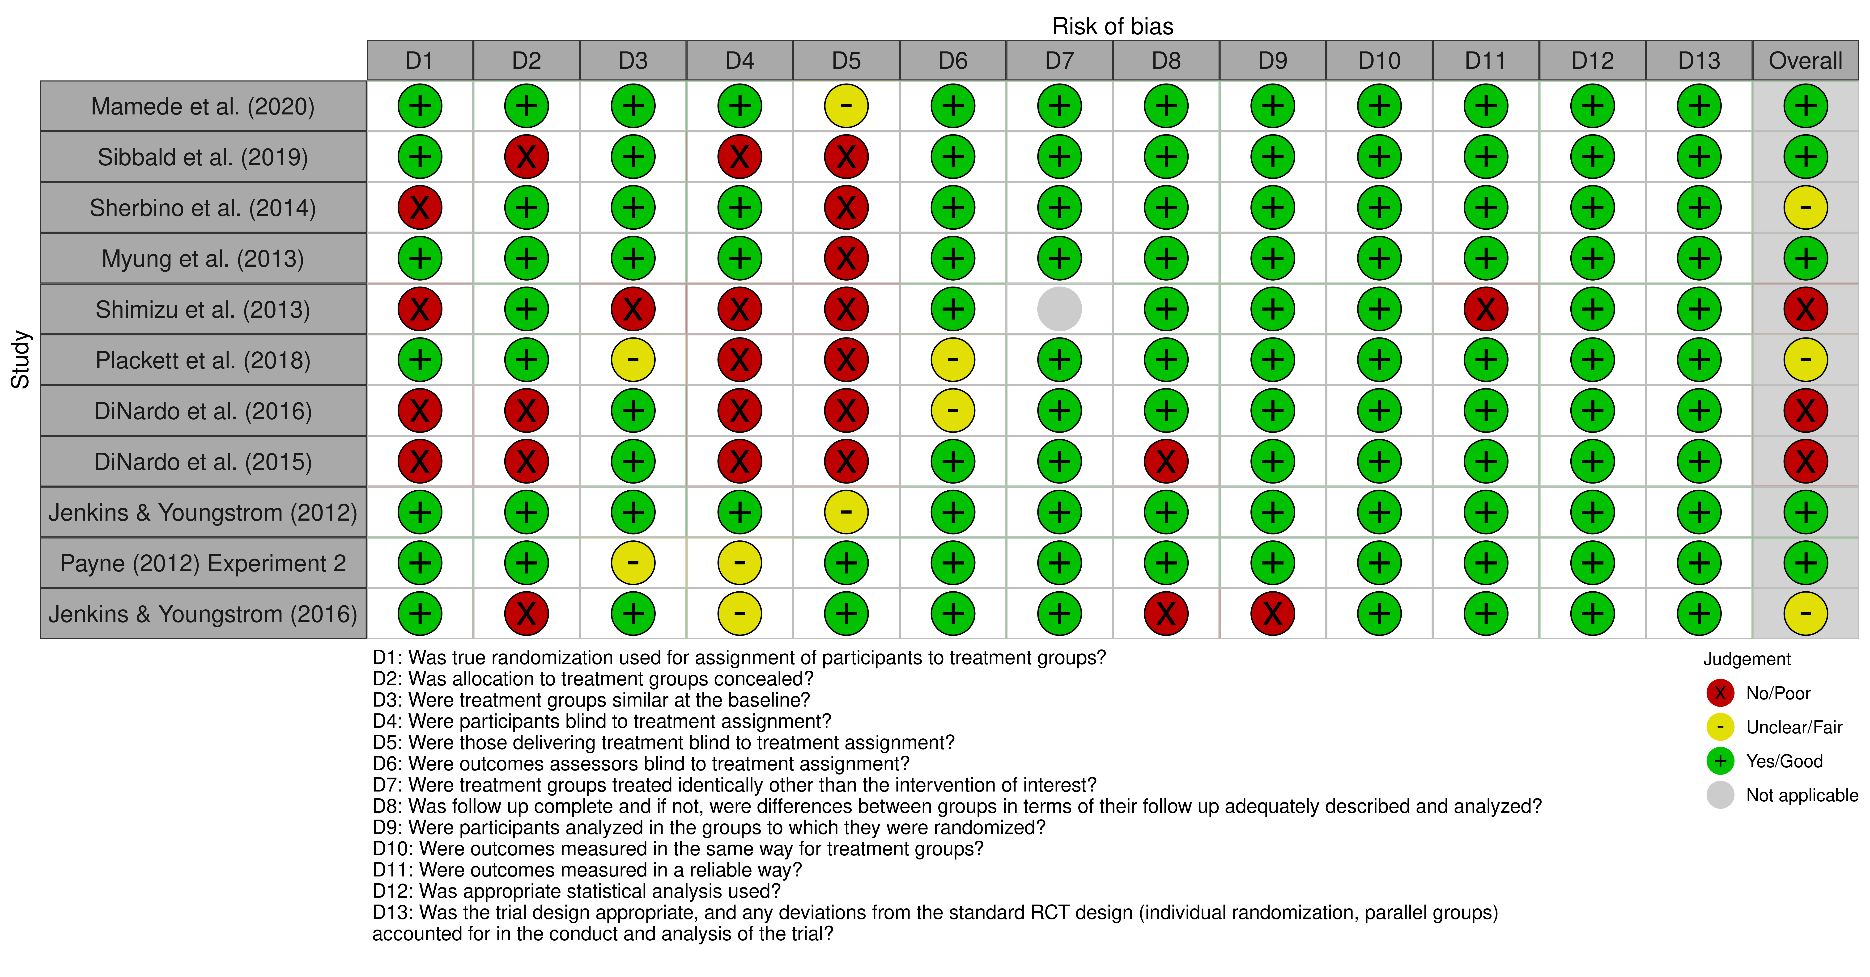 Risk of bias
D1 D2 D3 D4 D5 D6 D7 D8 D9 D10 D11 D12 D13 Overall
Study
Mamede et al. (2020) + + + + - + + + + + + + + +
Sibbald et al. (2019) + X + X X + + + + + + + + +
Sherbino et al. (2014) X + + + X + + + + + + + + -
Myung et al. (2013) + + + + X + + + + + + + + +
Shimizu et al. (2013) X + X X X + + + + X + + X
Plackett et al. (2018) + + - X X - + + + + + + + -
DiNardo et al. (2016) X X + X X - + + + + + + + X
DiNardo et al. (2015) X X + X X + + X + + + + + X
Jenkins & Youngstrom (2012) + + + + - + + + + + + + + +
Payne (2012) Experiment 2 + + - - + + + + + + + + + +
Jenkins & Youngstrom (2016) + X + - + + + X X + + + + -
D1: Was true randomization used for assignment of participants to treatment groups?
D2: Was allocation to treatment groups concealed?
D3: Were treatment groups similar at the baseline?
D4: Were participants blind to treatment assignment?
D5: Were those delivering treatment blind to treatment assignment?
D6: Were outcomes assessors blind to treatment assignment?
D7: Were treatment groups treated identically other than the intervention of interest?
D8: Was follow up complete and if not, were differences between groups in terms of their follow up adequately described and analyzed?
D9: Were participants analyzed in the groups to which they were randomized?
D10: Were outcomes measured in the same way for treatment groups?
D11: Were outcomes measured in a reliable way?
D12: Was appropriate statistical analysis used?
D13: Was the trial design appropriate, and any deviations from the standard RCT design (individual randomization, parallel groups)
accounted for in the conduct and analysis of the trial?
Judgement
X No/Poor
- Unclear/Fair
+ Yes/Good
Not applicable